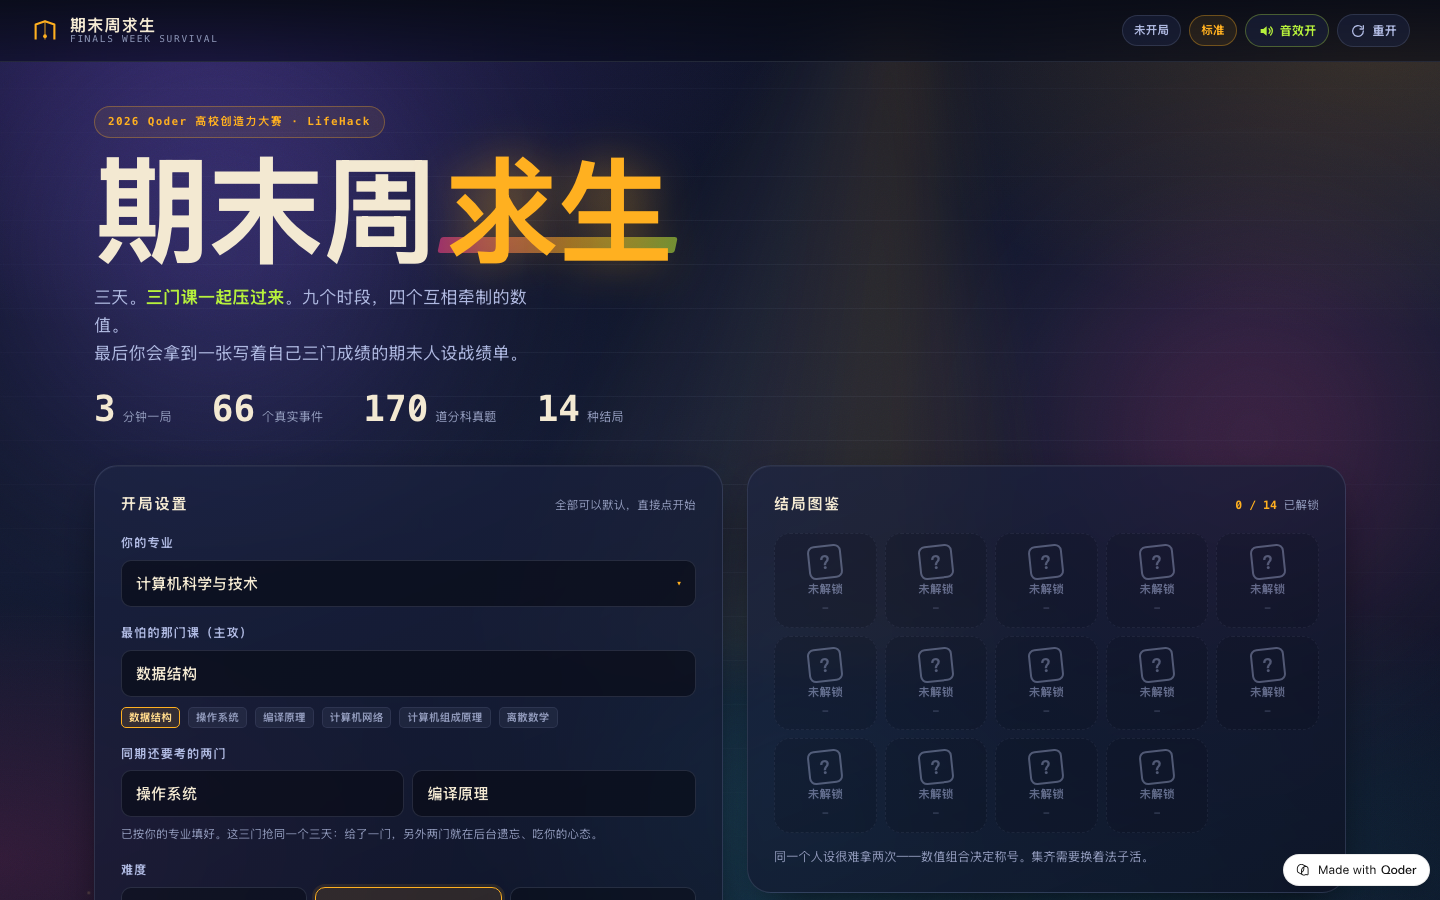 期末周求生
FINALS WEEK SURVIVAL
未开局
标准
音效开
重开
2026 Qoder 高校创造力大赛 · LifeHack
期末周求生
三天。三门课一起压过来。九个时段，四个互相牵制的数
值。
最后你会拿到一张写着自己三门成绩的期末人设战绩单。
3 分钟一局
66 个真实事件
170 道分科真题
14 种结局
开局设置
全部可以默认，直接点开始
你的专业
计算机科学与技术
最怕的那门课（主攻）
数据结构
数据结构
操作系统
编译原理
计算机网络
计算机组成原理
离散数学
同期还要考的两门
操作系统
编译原理
已按你的专业填好。这三门抢同一个三天：给了一门，另外两门就在后台遗忘、吃你的心态。
难度
结局图鉴
0 / 14 已解锁
? ? ? ? ?
未解锁 未解锁 未解锁 未解锁 未解锁
— — — — —
? ? ? ? ?
未解锁 未解锁 未解锁 未解锁 未解锁
— — — — —
? ? ? ?
未解锁 未解锁 未解锁 未解锁
— — — —
同一个人设很难拿两次——数值组合决定称号。集齐需要换着法子活。
Made with Qoder